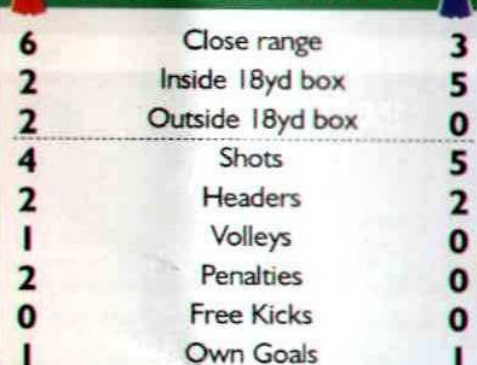 6 Close range 3
2 Inside 18yd box 5
2 Outside 18yd box 0
4 Shots 5
2 Headers 2
1 Volleys 0
2 Penalties 0
0 Free Kicks 0
1 Own Goals 1